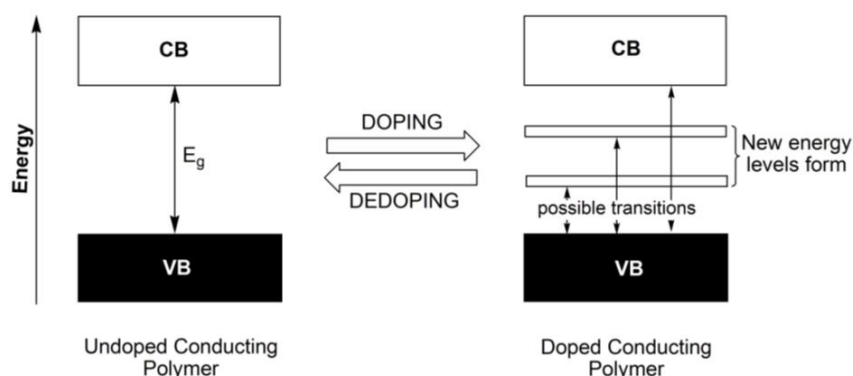 Energy
CB
E_g
VB
Undoped Conducting
Polymer
DOPING
DEDOPING
CB
New energy
levels form
possible transitions
VB
Doped Conducting
Polymer